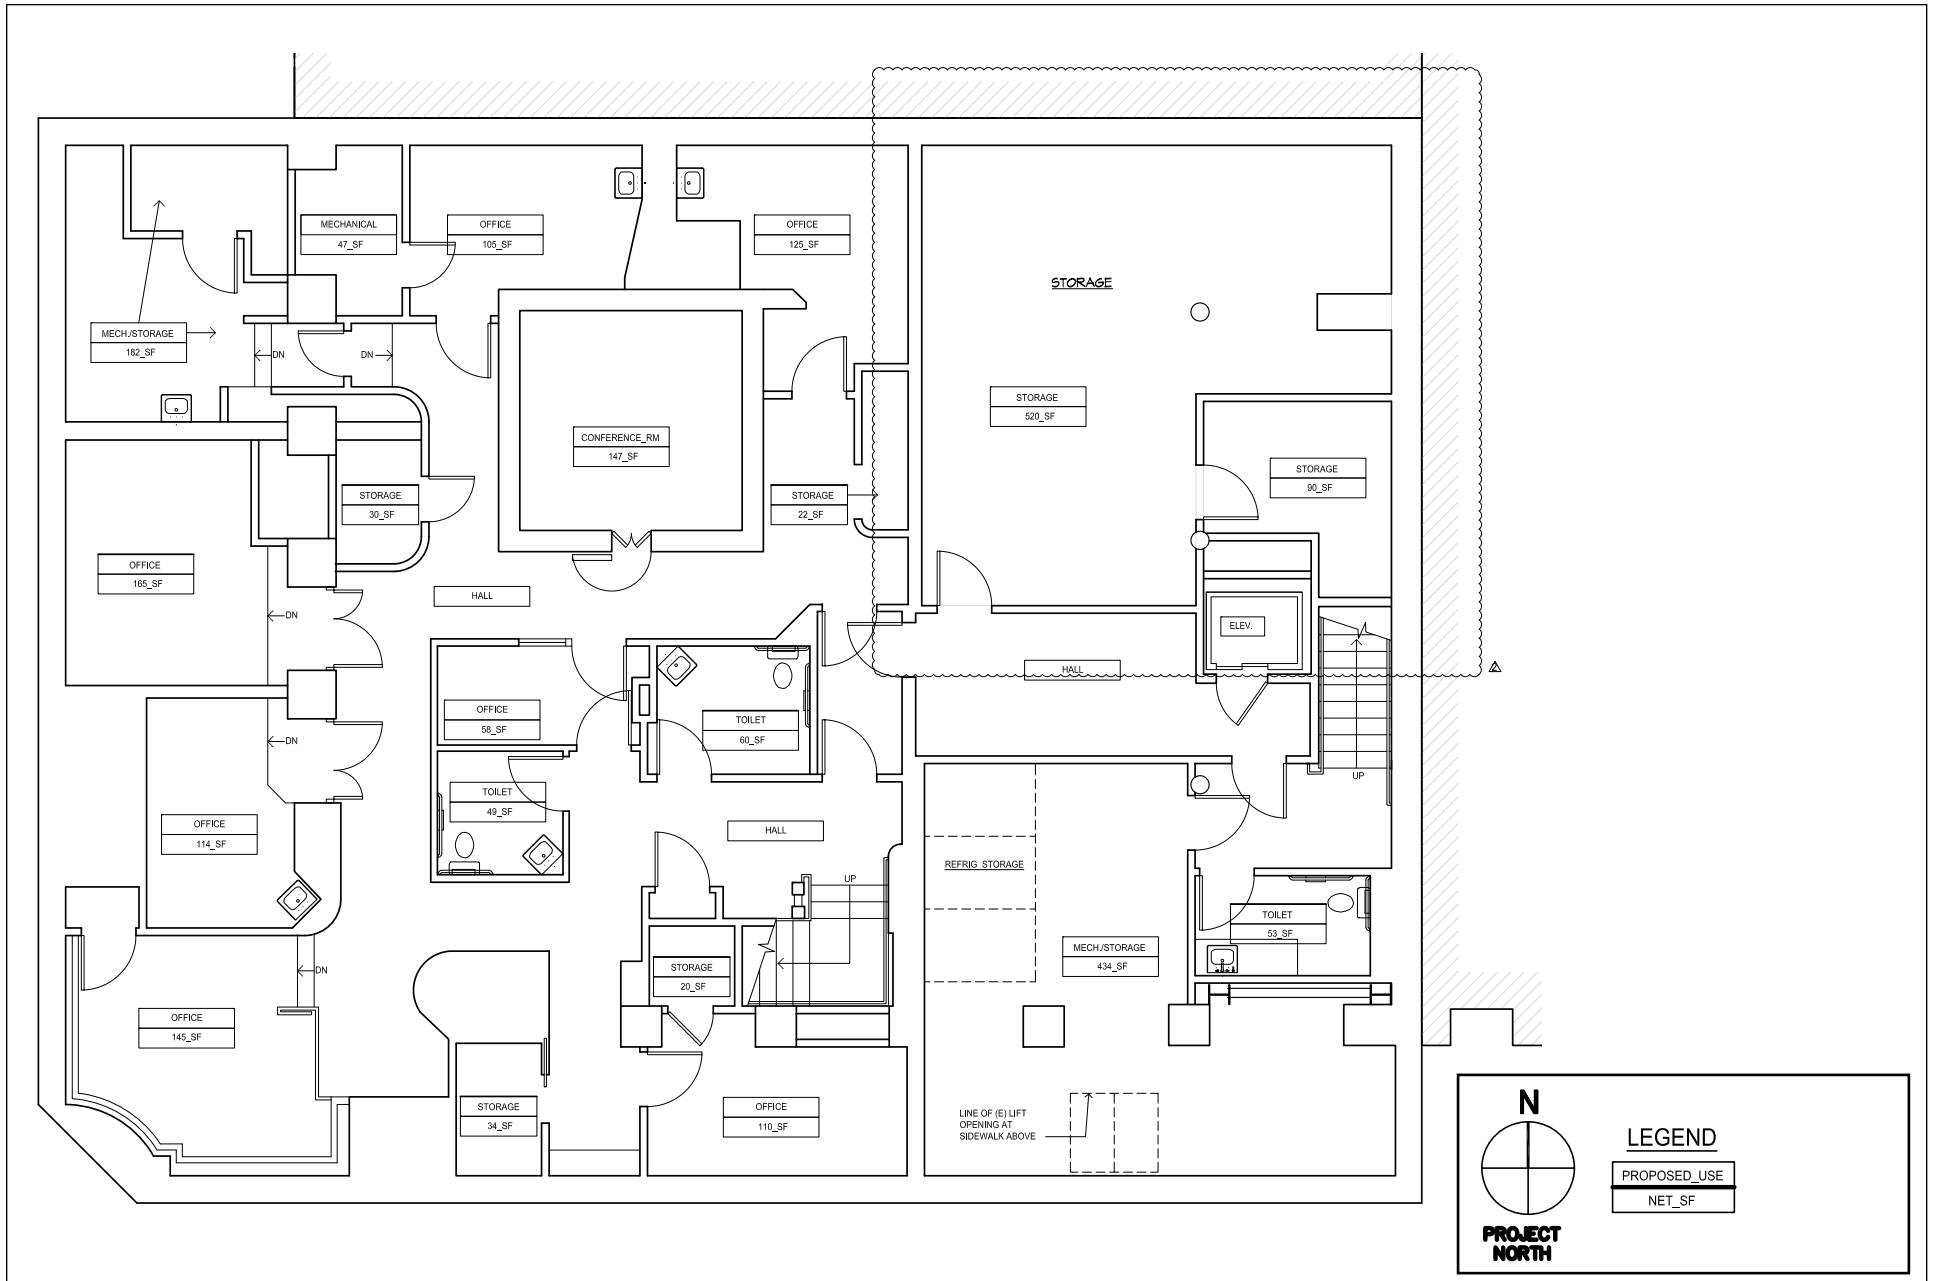 MECHANICAL
47_SF
OFFICE
105_SF
OFFICE
125_SF
STORAGE
MECH./STORAGE
182_SF
DN
DN
STORAGE
520_SF
CONFERENCE_RM
147_SF
STORAGE
90_SF
STORAGE
30_SF
STORAGE
22_SF
OFFICE
165_SF
HALL
DN
ELEV.
HALL
OFFICE
58_SF
TOILET
60_SF
DN
UP
TOILET
49_SF
OFFICE
114_SF
HALL
REFRIG STORAGE
UP
TOILET
53_SF
MECH./STORAGE
434_SF
DN
STORAGE
20_SF
OFFICE
145_SF
STORAGE
34_SF
OFFICE
110_SF
LINE OF (E) LIFT
OPENING AT
SIDEWALK ABOVE
N
PROJECT
NORTH
LEGEND
PROPOSED_USE
NET_SF